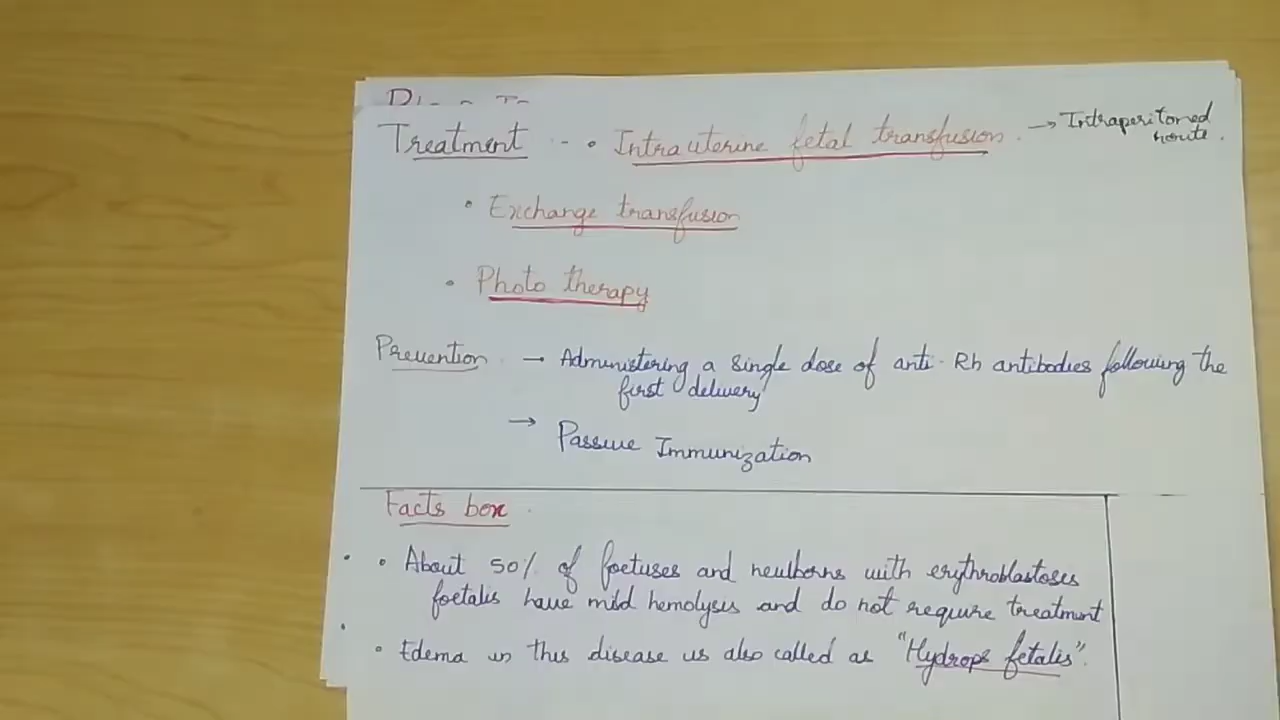 Treatment - • Intrauterine fetal transfusion → Intraperitoned
route.
• Exchange transfusion
• Photo therapy
Prevention → Administering a single dose of anti-Rh antibodies following the
first delivery
→ Passive Immunization
Facts box
• About 50% of foetuses and newborns with erythroblastoses
foetalis have mild hemolysis and do not require treatment
• Edema in this disease is also called as "Hydrops fetalis".